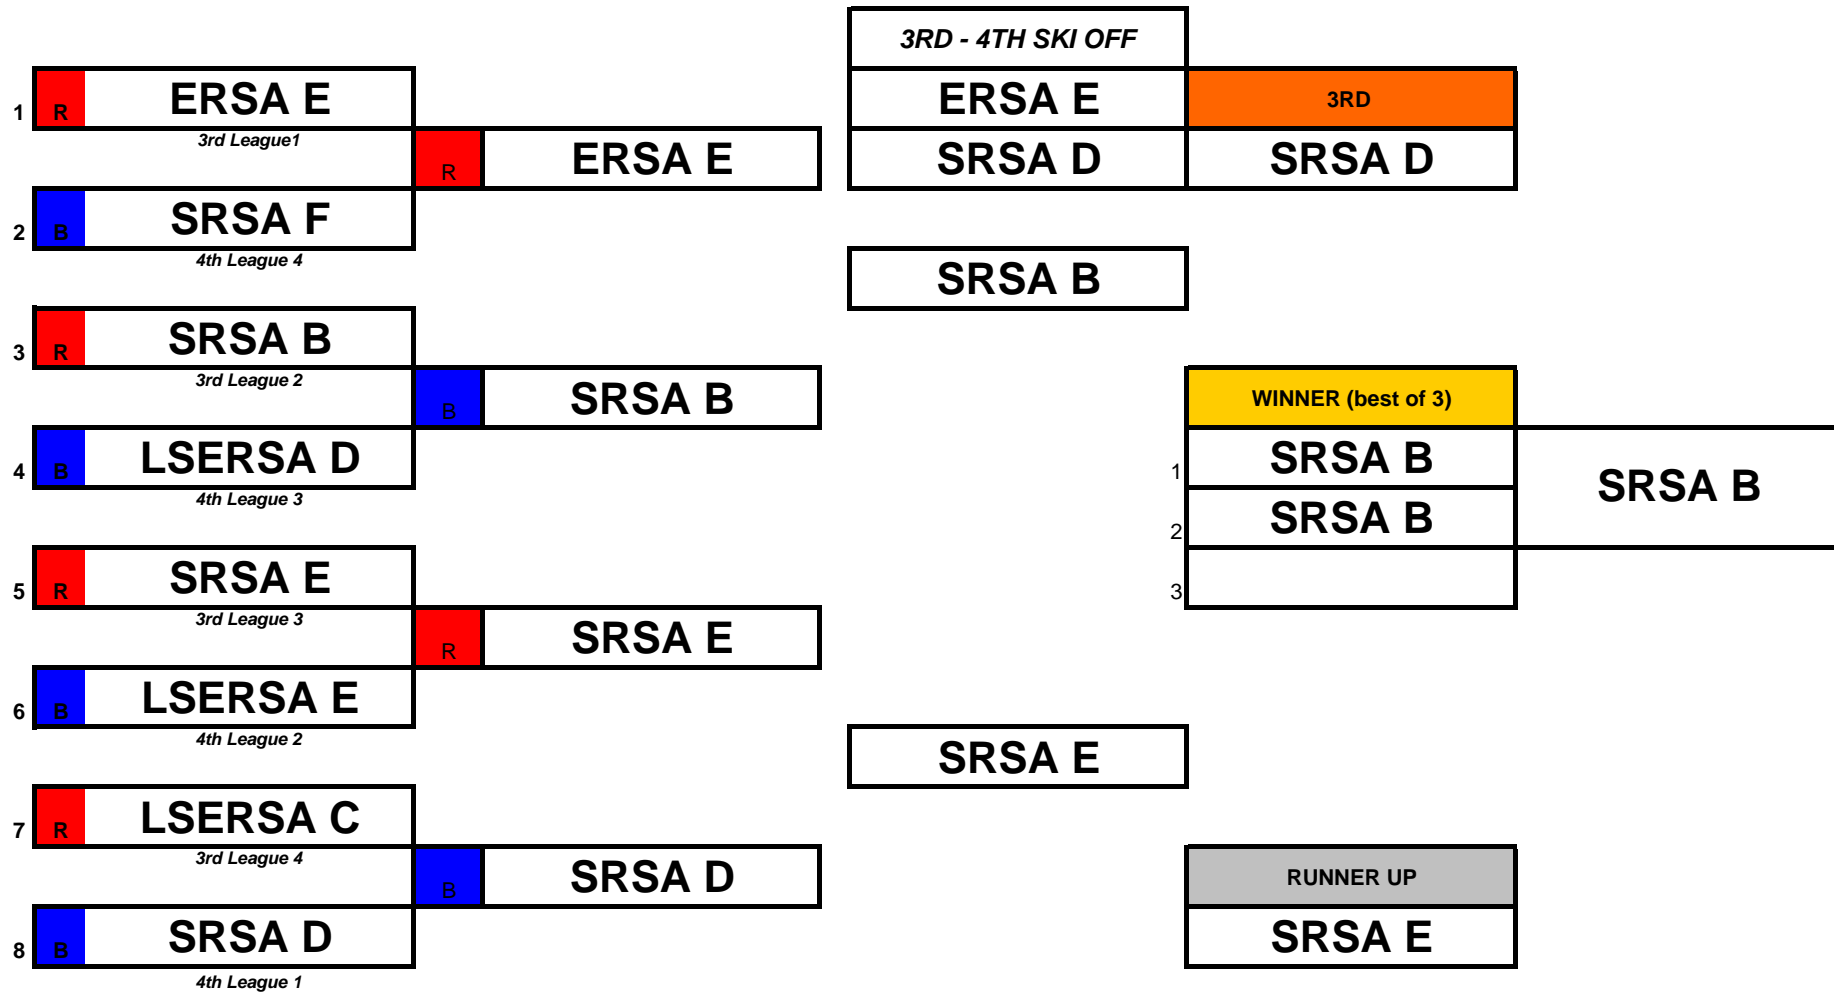 3RD - 4TH SKI OFF
1 R ERSA E ERSA E 3RD
3rd League1
R ERSA E SRSA D SRSA D
2 B SRSA F
4th League 4
SRSA B
3 R SRSA B
3rd League 2
B SRSA B WINNER (best of 3)
4 B LSERSA D 1 SRSA B SRSA B
4th League 3
2 SRSA B
5 R SRSA E 3
3rd League 3
R SRSA E
6 B LSERSA E
4th League 2
SRSA E
7 R LSERSA C
3rd League 4
B SRSA D RUNNER UP
8 B SRSA D SRSA E
4th League 1